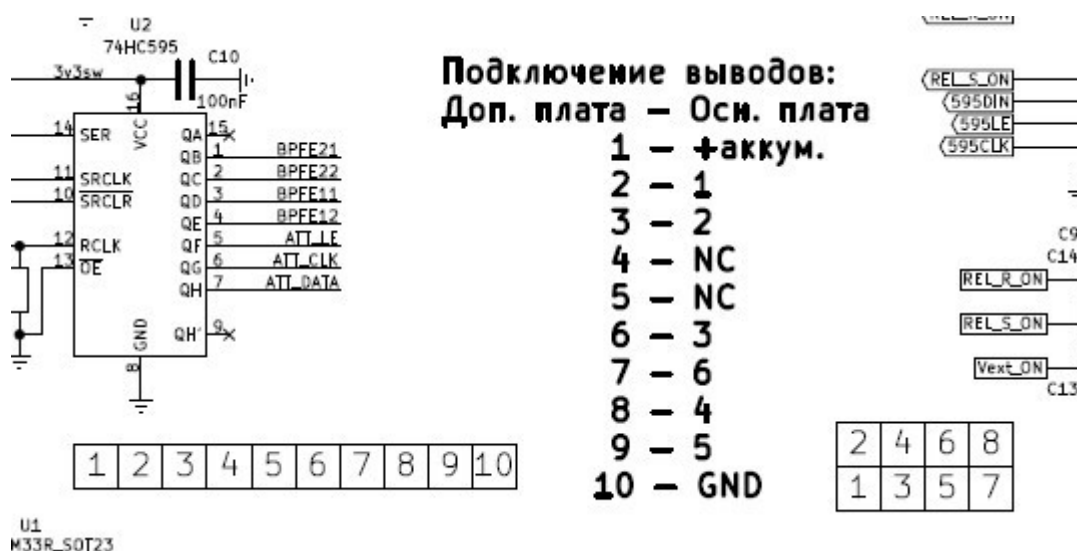 U2
74HC595
C10
3v3sw
100nF
16
VCC
14
SER
11
SRCLK
10
SRCLR
12
RCLK
13
OE
QA
15
QB
1
BPFE21
QC
2
BPFE22
QD
3
BPFE11
QE
4
BPFE12
QF
5
ATT_LE
QG
6
ATT_CLK
QH
7
ATT_DATA
QH'
9
GND
8
Подключение выводов:
Доп. плата — Осн. плата
1 — +аккум.
2 — 1
3 — 2
4 — NC
5 — NC
6 — 3
7 — 6
8 — 4
9 — 5
10 — GND
REL_S_ON
595DIN
595LE
595CLK
C9
C14
REL_R_ON
REL_S_ON
Vext_ON
C13
1 2 3 4 5 6 7 8 9 10
2 4 6 8
1 3 5 7
U1
M33R_SOT23